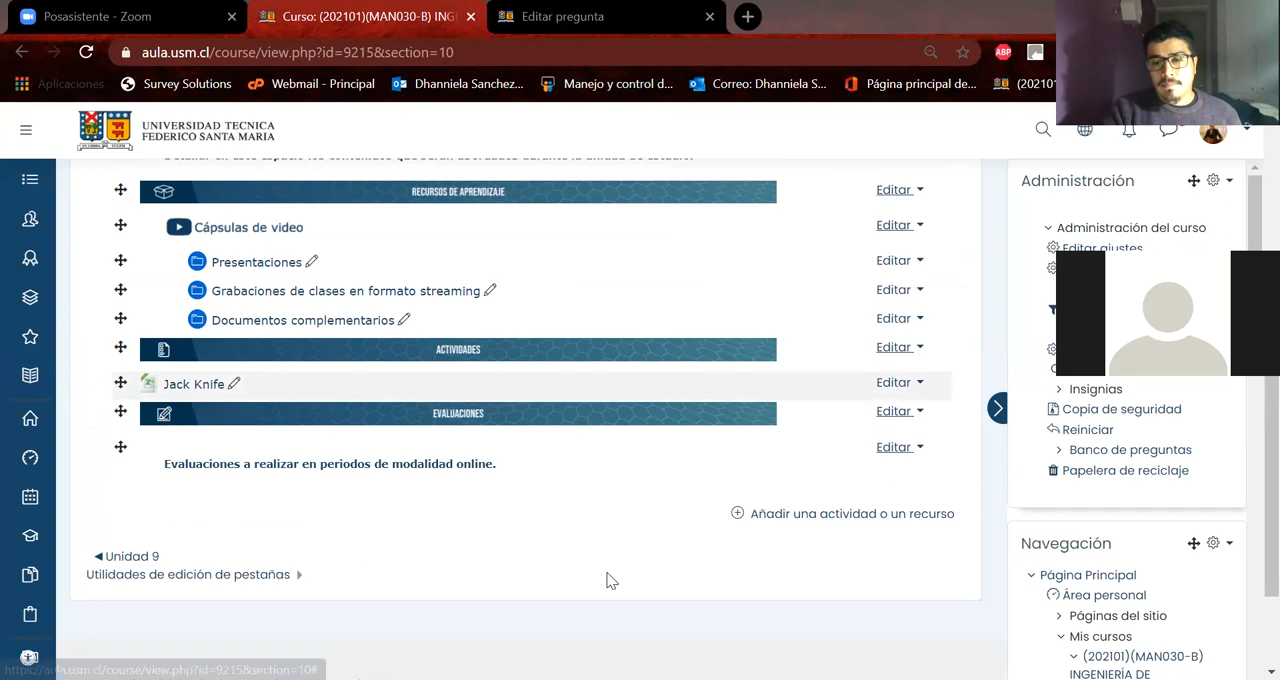 Posasistente - Zoom
Curso: (202101)(MAN030-B) ING
Editar pregunta
aula.usm.cl/course/view.php?id=9215&section=10
ABP
Aplicaciones
Survey Solutions
Webmail - Principal
Dhanniela Sanchez...
Manejo y control d...
Correo: Dhanniela S...
Página principal de...
(20210
UNIVERSIDAD TECNICA
FEDERICO SANTA MARIA
RECURSOS DE APRENDIZAJE
Editar
Cápsulas de video
Editar
Presentaciones
Editar
Grabaciones de clases en formato streaming
Editar
Documentos complementarios
Editar
ACTIVIDADES
Editar
Jack Knife
Editar
EVALUACIONES
Editar
Editar
Evaluaciones a realizar en periodos de modalidad online.
Añadir una actividad o un recurso
Unidad 9
Utilidades de edición de pestañas
Administración
Administración del curso
Editar ajustes
Insignias
Copia de seguridad
Reiniciar
Banco de preguntas
Papelera de reciclaje
Navegación
Página Principal
Área personal
Páginas del sitio
Mis cursos
(202101)(MAN030-B)
INGENIERÍA DE
https://aula.usm.cl/course/view.php?id=9215&section=10#